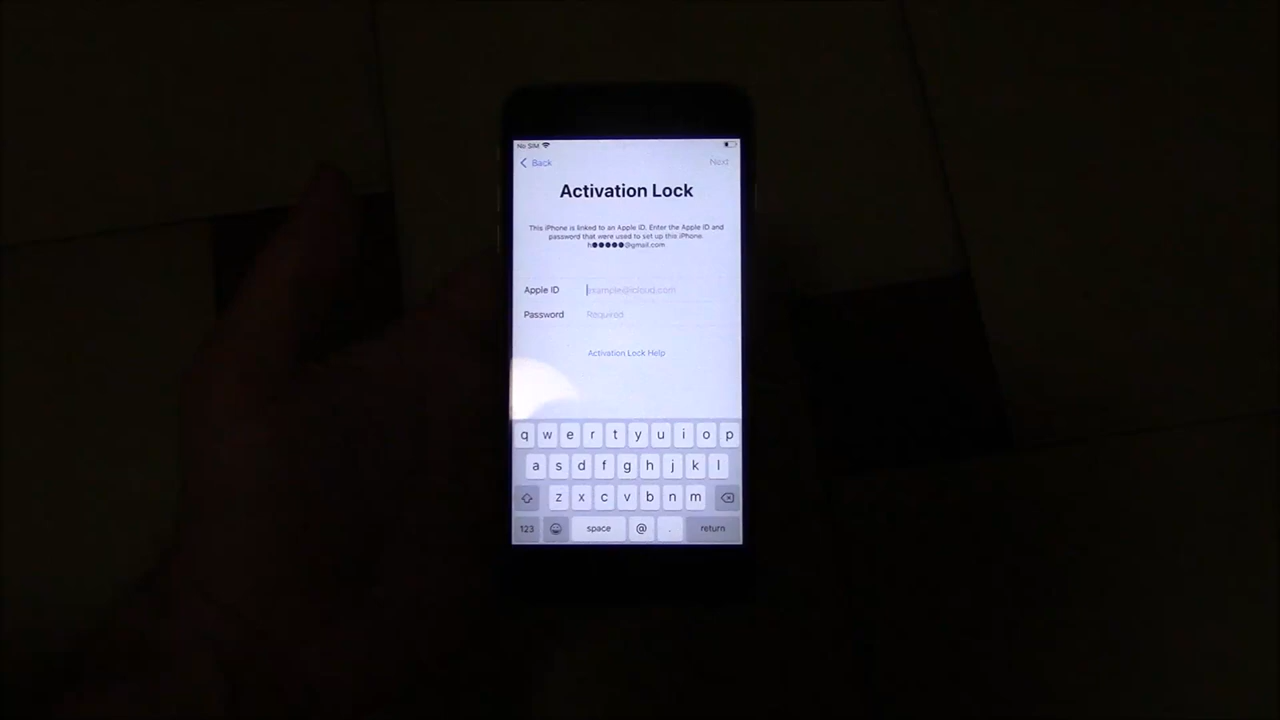 No SIM
Back Next
Activation Lock
This iPhone is linked to an Apple ID. Enter the Apple ID and
password that were used to set up this iPhone.
h●●●●●@gmail.com
Apple ID example@icloud.com
Password Required
Activation Lock Help
q w e r t y u i o p
a s d f g h j k l
z x c v b n m
123 space @ . return